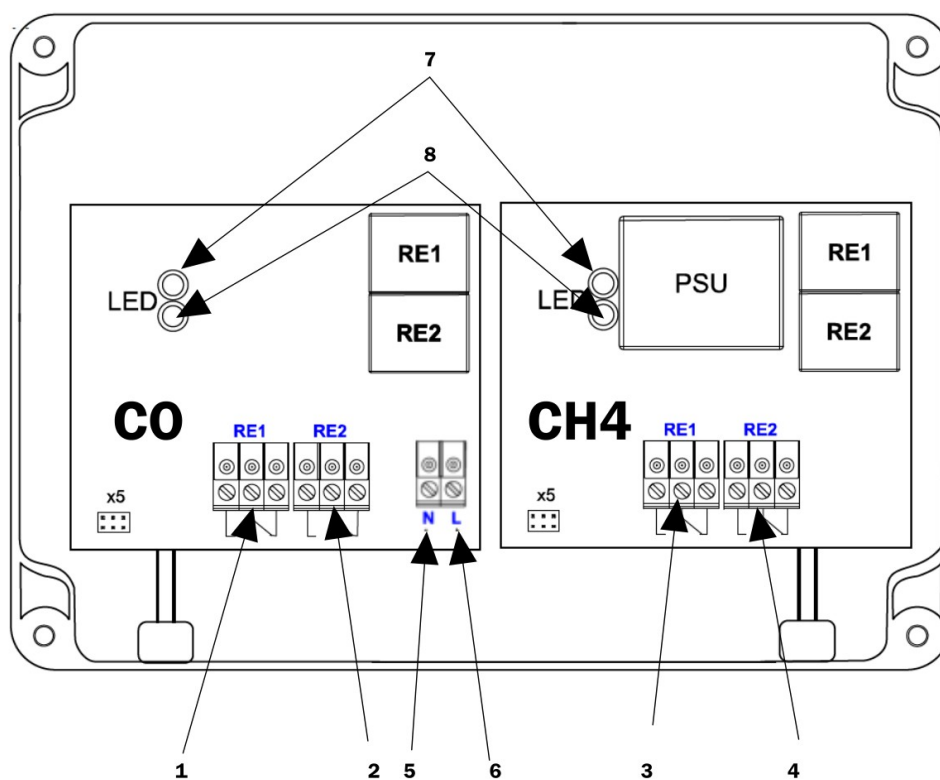 7
8
RE1
RE2
LED
CO
RE1 RE2
x5
N L
PSU
RE1
RE2
LED
CH4
RE1 RE2
x5
1 2 5 6 3 4